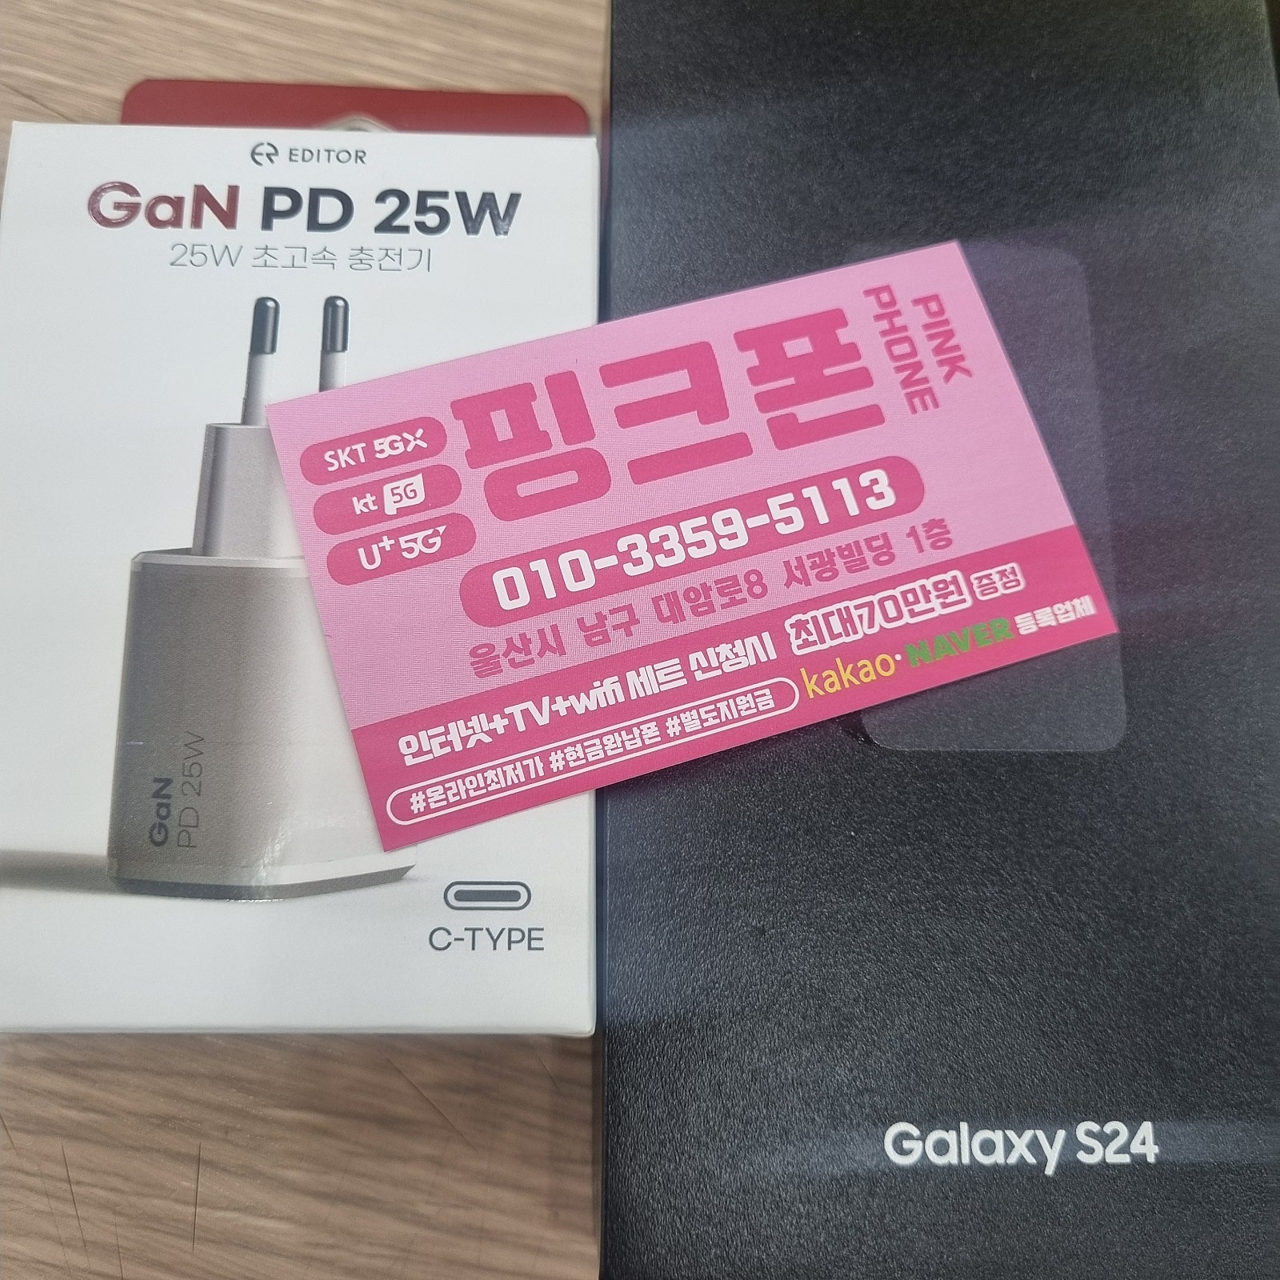 EDITOR
GaN PD 25W
25W 초고속 충전기
GaN
PD 25W
C-TYPE
SKT 5GX
kt 5G
U+ 5G
핑크폰
PINK
PHONE
010-3359-5113
울산시 남구 대암로8 서광빌딩 1층
인터넷+TV+wifi 세트 신청시 최대70만원 증정
#온라인최저가 #현금완납폰 #별도지원금
kakao·NAVER 등록업체
Galaxy S24